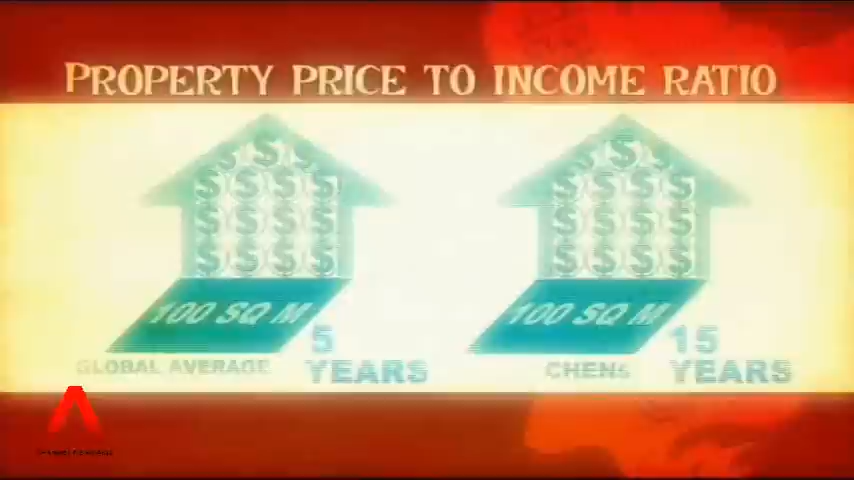 PROPERTY PRICE TO INCOME RATIO
$ $ $
$ $ $ $
$ $ $ $
$ $ $ $
100 SQ M
5
YEARS
GLOBAL AVERAGE
$ $ $
$ $ $ $
$ $ $ $
$ $ $ $
100 SQ M
15
YEARS
CHENS